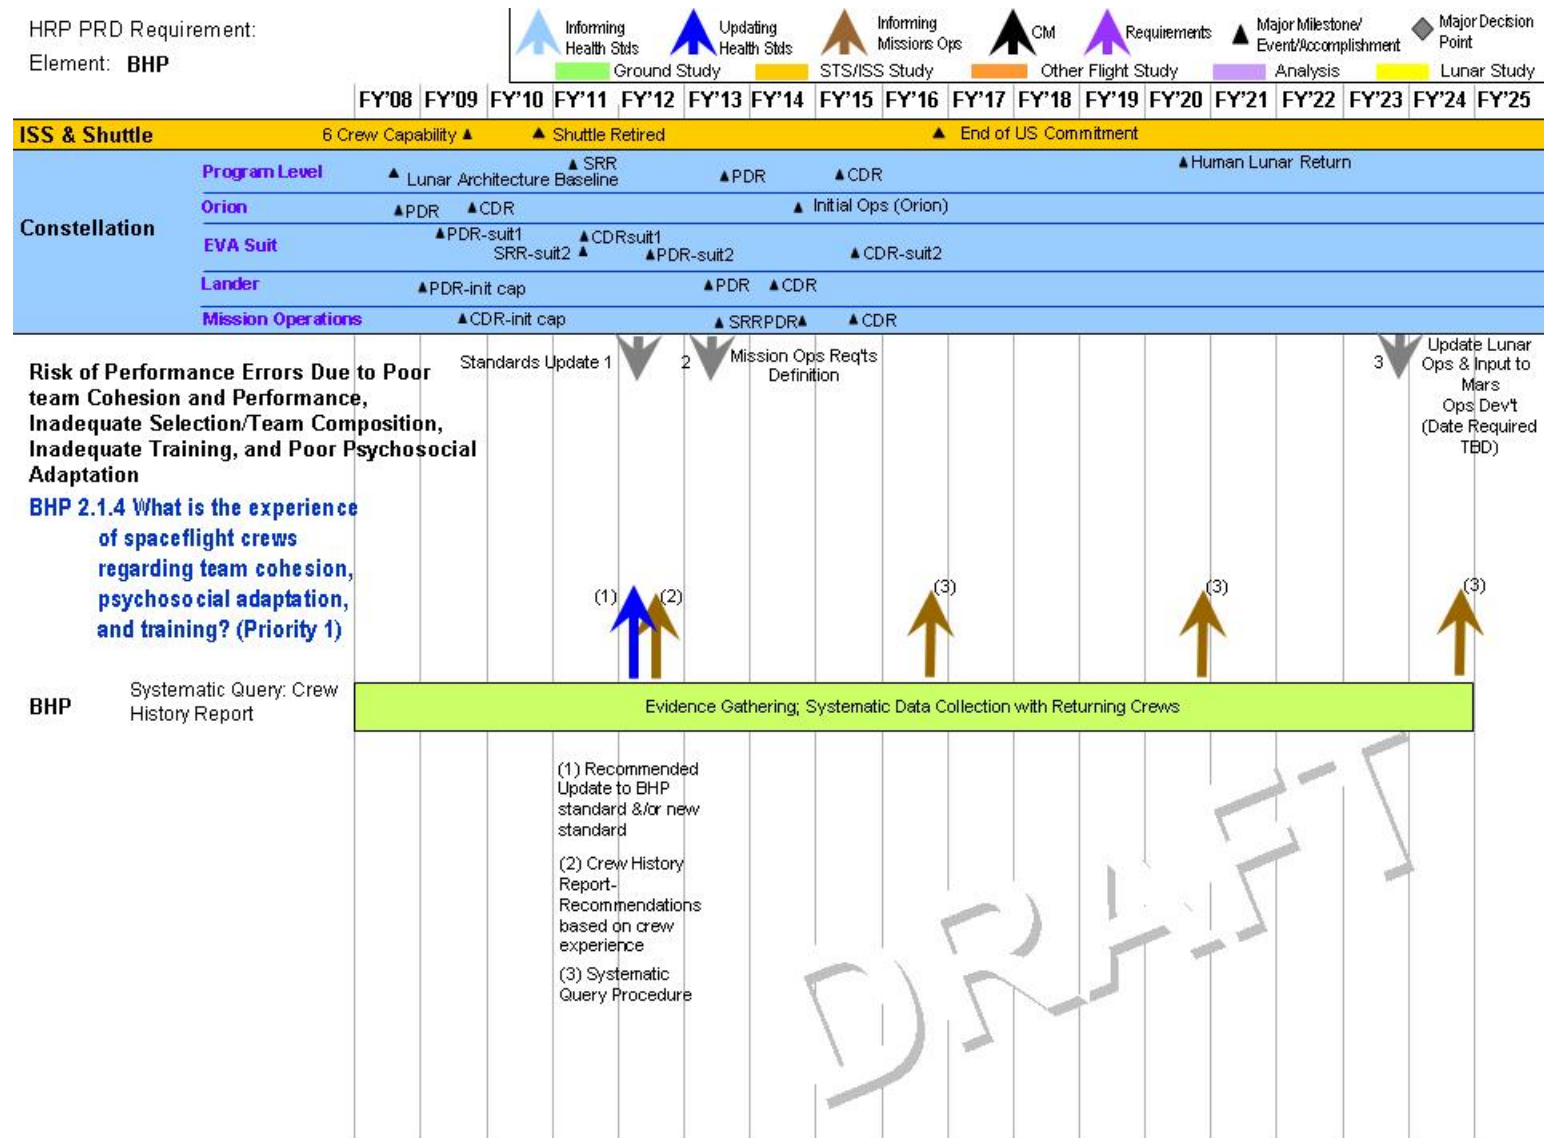 HRP PRD Requirement:
Element: BHP
Informing
Health Stds
Updating
Health Stds
Informing
Missions Ops
CM
Requirements
Major Milestone/
Event/Accomplishment
Major Decision
Point
Ground Study
STS/ISS Study
Other Flight Study
Analysis
Lunar Study
FY'08 FY'09 FY'10 FY'11 FY'12 FY'13 FY'14 FY'15 FY'16 FY'17 FY'18 FY'19 FY'20 FY'21 FY'22 FY'23 FY'24 FY'25
ISS & Shuttle
6 Crew Capability
Shuttle Retired
End of US Commitment
Constellation
Program Level
Lunar Architecture Baseline
SRR
PDR
CDR
Human Lunar Return
Orion
PDR
CDR
Initial Ops (Orion)
EVA Suit
PDR-suit1
SRR-suit2
CDRsuit1
PDR-suit2
CDR-suit2
Lander
PDR-init cap
PDR
CDR
Mission Operations
CDR-init cap
SRR
PDR
CDR
Standards Update 1
2
Mission Ops Req'ts
Definition
3
Update Lunar
Ops & Input to
Mars
Ops Dev't
(Date Required
TBD)
Risk of Performance Errors Due to Poor
team Cohesion and Performance,
Inadequate Selection/Team Composition,
Inadequate Training, and Poor Psychosocial
Adaptation
BHP 2.1.4 What is the experience
of spaceflight crews
regarding team cohesion,
psychosocial adaptation,
and training? (Priority 1)
(1)
(2)
(3)
(3)
(3)
BHP
Systematic Query: Crew
History Report
Evidence Gathering; Systematic Data Collection with Returning Crews
(1) Recommended
Update to BHP
standard &/or new
standard
(2) Crew History
Report-
Recommendations
based on crew
experience
(3) Systematic
Query Procedure
DRAFT